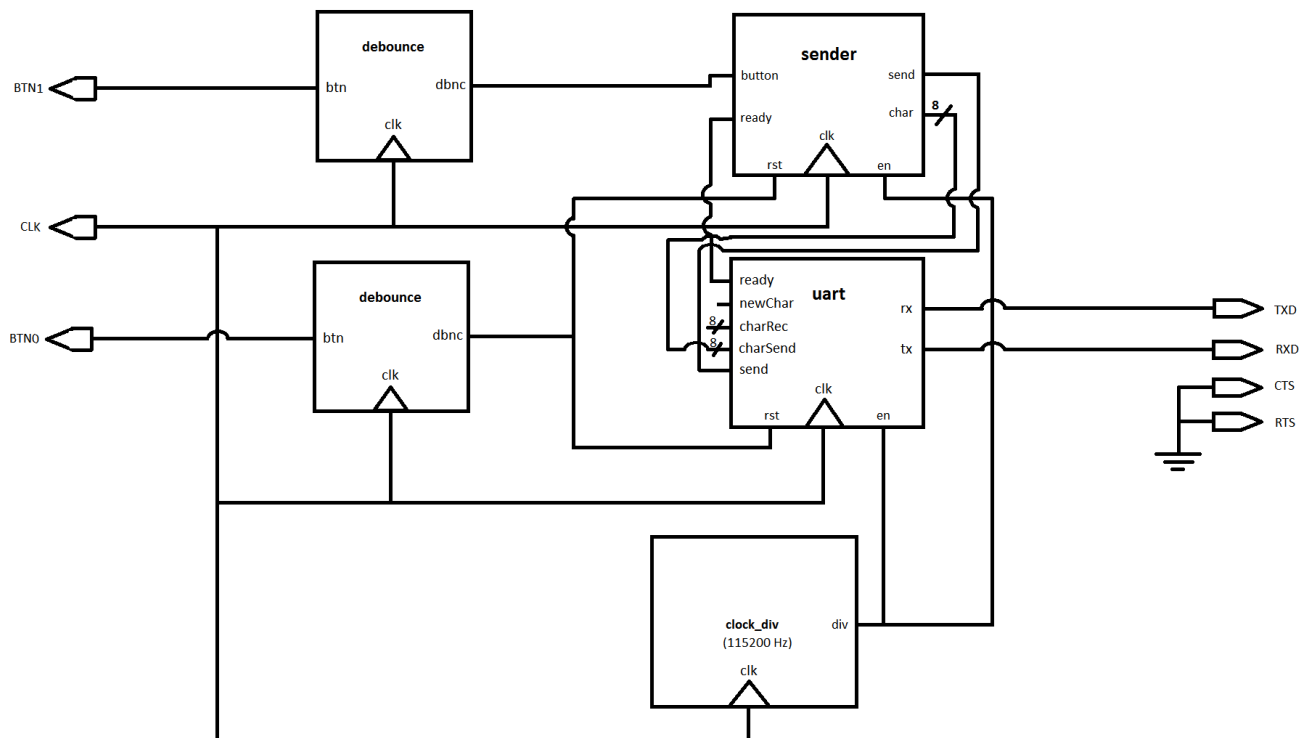 debounce
btn
dbnc
clk
BTN1
sender
button
send
ready
char
8
clk
rst
en
CLK
debounce
btn
dbnc
clk
BTN0
uart
ready
newChar
8
charRec
8
charSend
send
rx
tx
clk
rst
en
TXD
RXD
CTS
RTS
clock_div
(115200 Hz)
div
clk